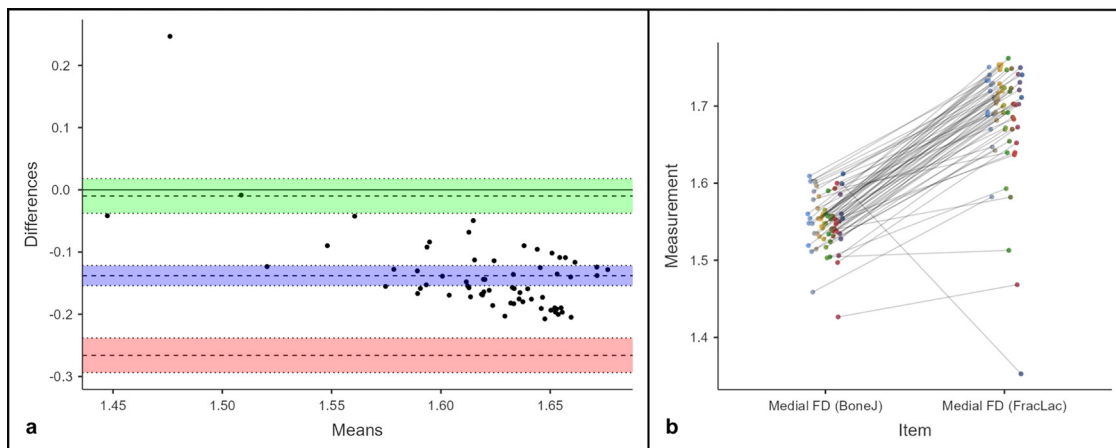 0.2
0.1
0.0
-0.1
-0.2
-0.3
Differences
1.45
1.50
1.55
1.60
1.65
Means
a
1.7
1.6
1.5
1.4
Measurement
Medial FD (BoneJ)
Medial FD (FracLac)
Item
b